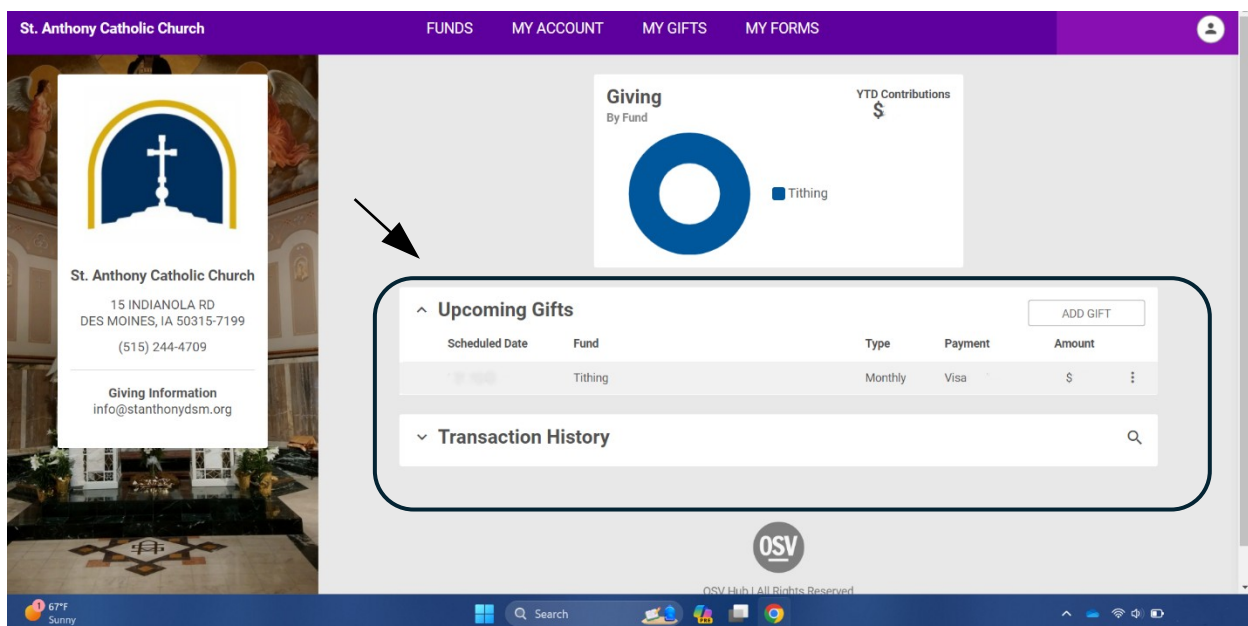 St. Anthony Catholic Church FUNDS MY ACCOUNT MY GIFTS MY FORMS
St. Anthony Catholic Church
15 INDIANOLA RD
DES MOINES, IA 50315-7199
(515) 244-4709
Giving Information
info@stanthonydsm.org
Giving YTD Contributions
By Fund $
Tithing
Upcoming Gifts ADD GIFT
Scheduled Date Fund Type Payment Amount
Tithing Monthly Visa $
Transaction History
OSV
OSV Hub | All Rights Reserved
1 67°F
Sunny
Search
PRE